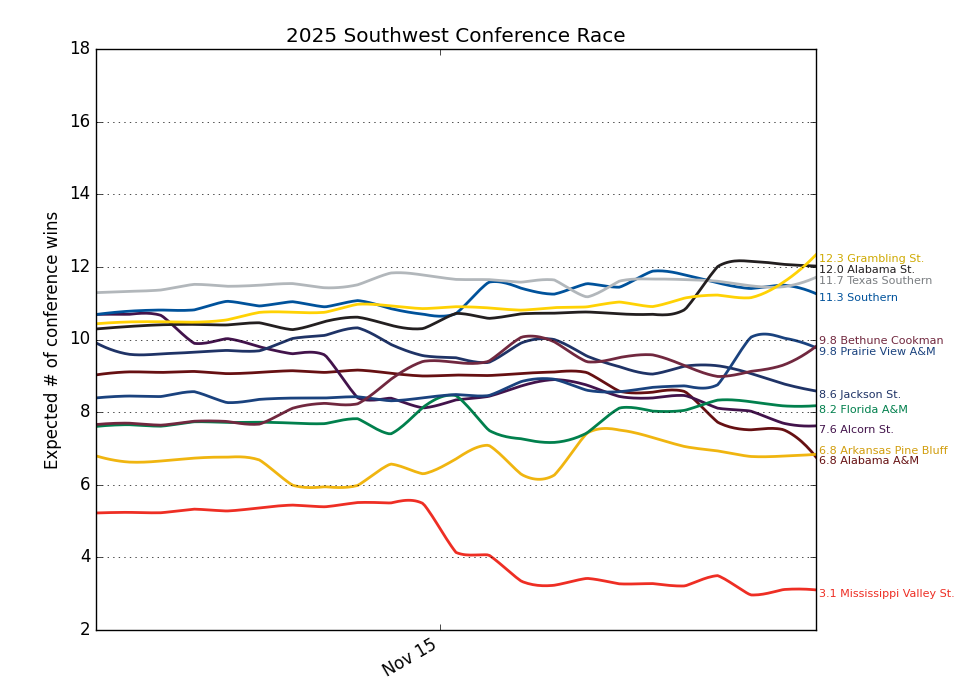 2025 Southwest Conference Race
Expected # of conference wins
18
16
14
12
10
8
6
4
2
Nov 15
12.3 Grambling St.
12.0 Alabama St.
11.7 Texas Southern
11.3 Southern
9.8 Bethune Cookman
9.8 Prairie View A&M
8.6 Jackson St.
8.2 Florida A&M
7.6 Alcorn St.
6.8 Arkansas Pine Bluff
6.8 Alabama A&M
3.1 Mississippi Valley St.